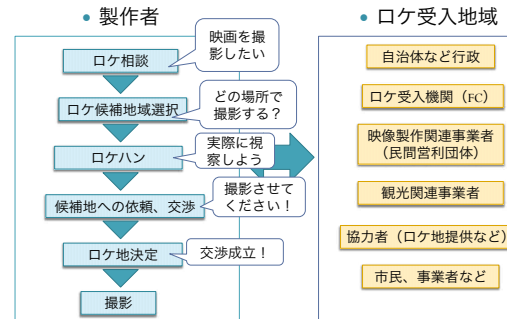 • 製作者
ロケ相談
映画を撮
影したい
ロケ候補地域選択
どの場所で
撮影する？
ロケハン
実際に視
察しよう
候補地への依頼、交渉
撮影させて
ください！
ロケ地決定
交渉成立！
撮影
• ロケ受入地域
自治体など行政
ロケ受入機関（FC）
映像製作関連事業者
（民間営利団体）
観光関連事業者
協力者（ロケ地提供など）
市民、事業者など